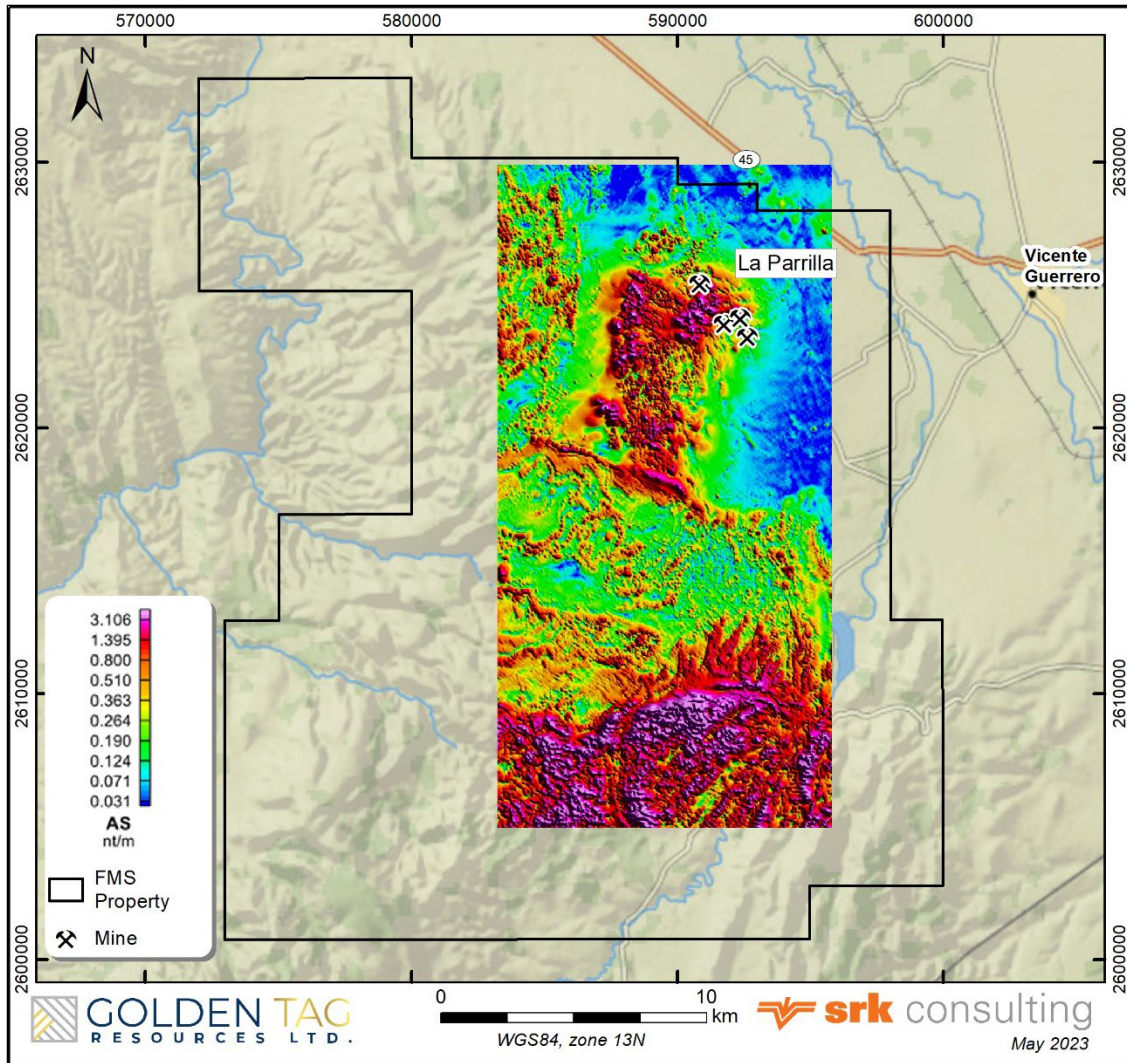 570000
580000
590000
600000
N
2630000
2630000
45
La Parrilla
Vicente
Guerrero
2620000
2620000
2610000
2610000
3.106
1.395
0.800
0.510
0.363
0.264
0.190
0.124
0.071
0.031
AS
nt/m
FMS
Property
Mine
2600000
2600000
GOLDEN TAG
RESOURCES LTD.
0
10
km
WGS84, zone 13N
srk consulting
May 2023